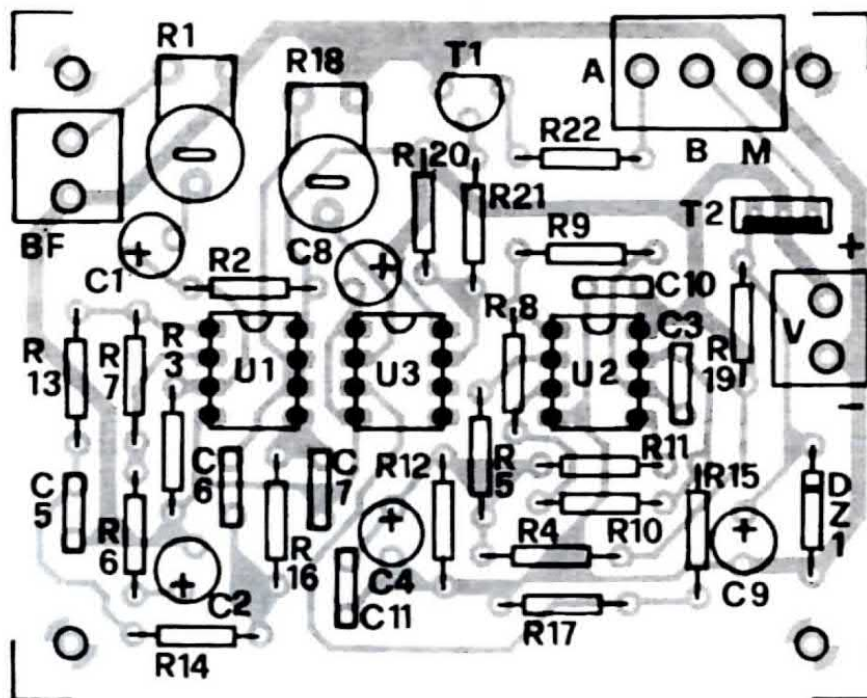 R1
R18
T1
A
B M
R22
R 20
R21
T2
BF
C1
R2
C8
R9
+
C10
C3
V
R 8
R 13
R 7
R 3
U1
U3
U2
R 19
-
C 5
R 6
C 6
R 16
C 7
R12
R 5
R11
R10
R15
D Z 1
C2
C4
C11
R4
C9
R14
R17